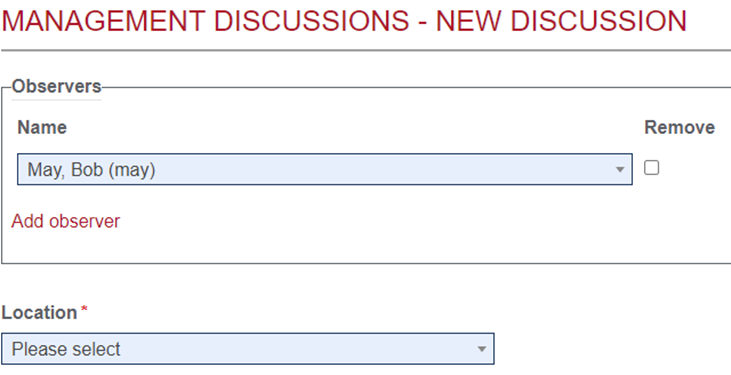 MANAGEMENT DISCUSSIONS - NEW DISCUSSION
Observers
Name Remove
May, Bob (may)
Add observer
Location *
Please select